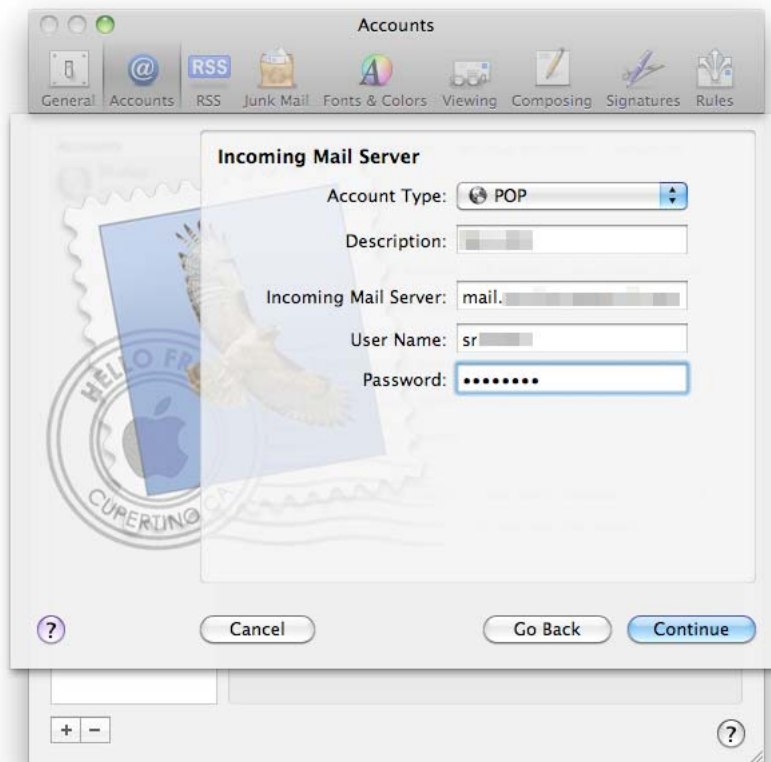 Accounts
RSS
General Accounts RSS Junk Mail Fonts & Colors Viewing Composing Signatures Rules
Incoming Mail Server
Account Type: POP
Description:
Incoming Mail Server: mail.
User Name: sr
Password: ••••••••
HELLO FR
CUPERTINO CA
? Cancel Go Back Continue
+ − ?